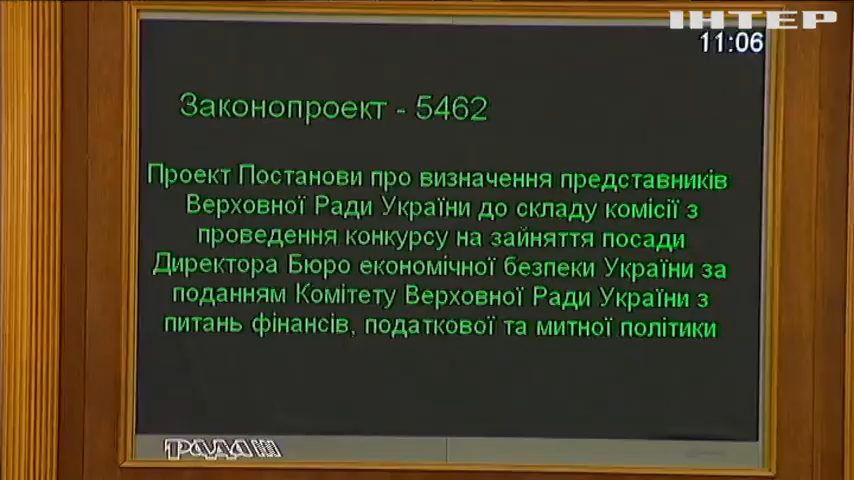 ІНТЕР
11:06
Законопроект - 5462
Проект Постанови про визначення представників
Верховної Ради України до складу комісії з
проведення конкурсу на зайняття посади
Директора Бюро економічної безпеки України за
поданням Комітету Верховної Ради України з
питань фінансів, податкової та митної політики
РАДА